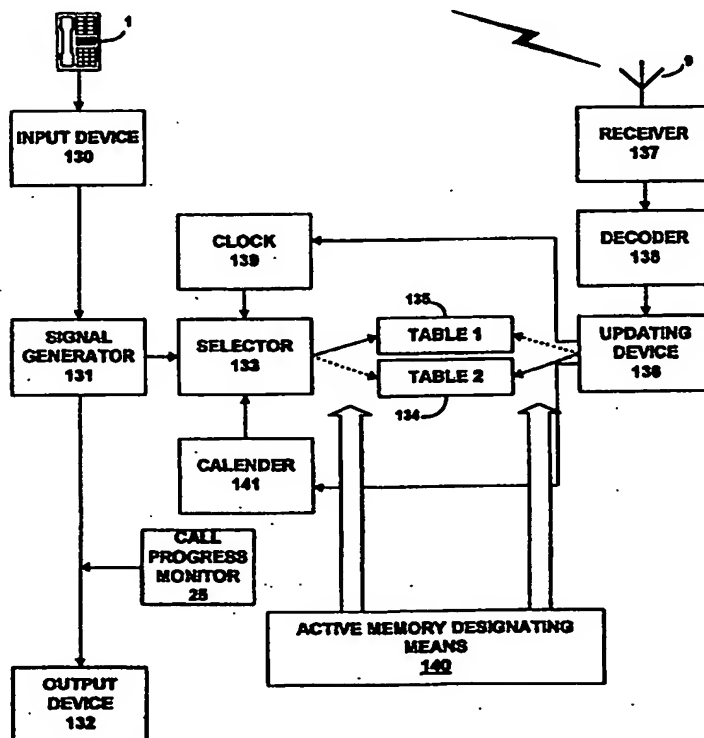 1
9
INPUT DEVICE
130
RECEIVER
137
CLOCK
139
DECODER
138
135
SIGNAL
GENERATOR
131
SELECTOR
133
TABLE 1
TABLE 2
UPDATING
DEVICE
136
134
CALENDER
141
CALL
PROGRESS
MONITOR
25
ACTIVE MEMORY DESIGNATING
MEANS
140
OUTPUT
DEVICE
132